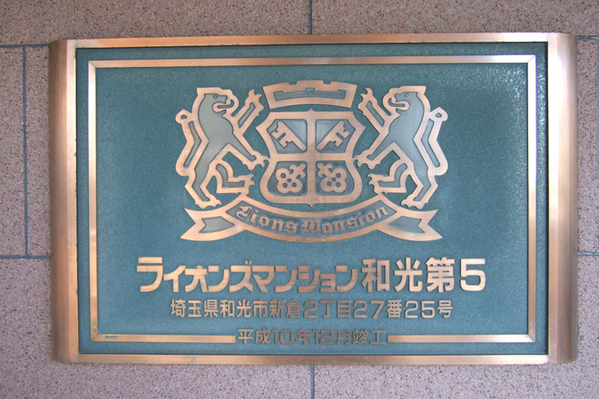 Lions Mansion
ライオンズマンション和光第5
埼玉県和光市新倉2丁目27番25号
平成10年12月竣工